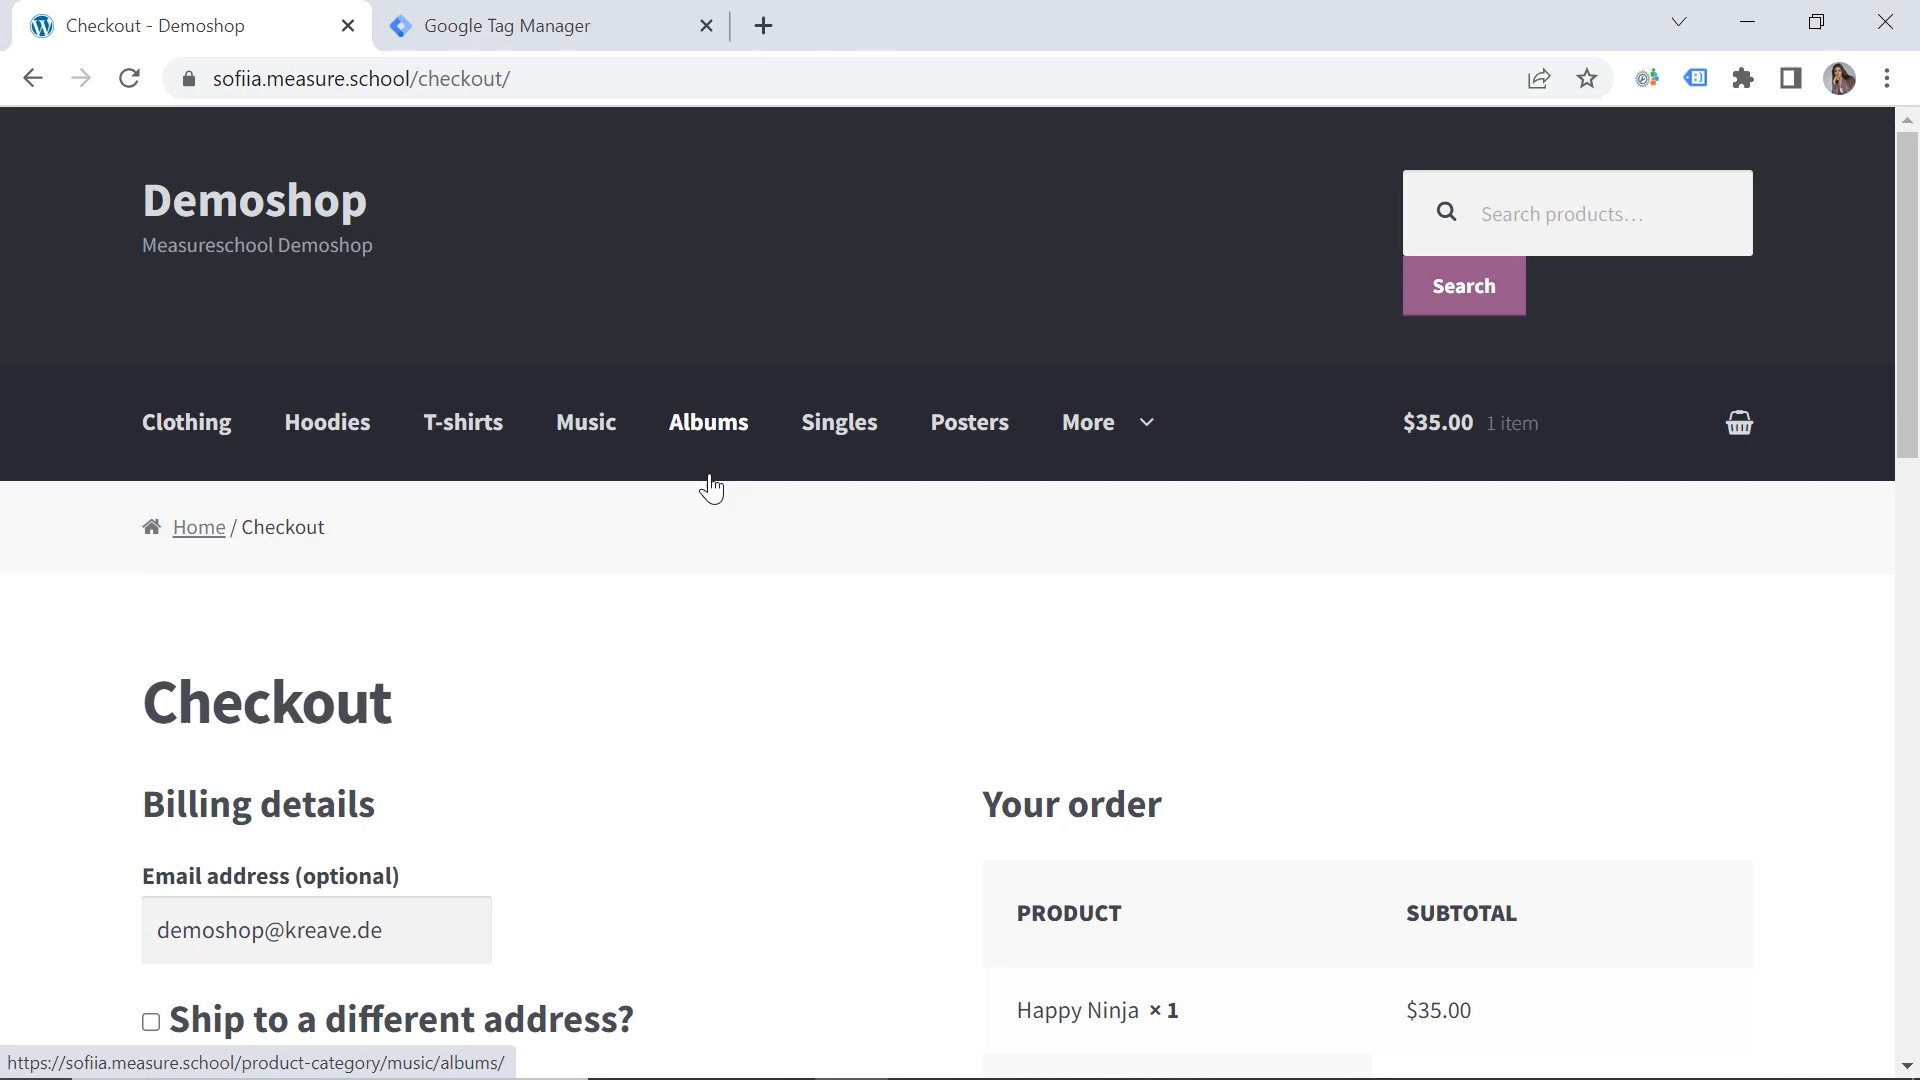 Checkout - Demoshop
Google Tag Manager
sofiia.measure.school/checkout/
Demoshop
Measureschool Demoshop
Search products…
Search
Clothing Hoodies T-shirts Music Albums Singles Posters More $35.00 1 item
Home / Checkout
Checkout
Billing details
Your order
Email address (optional)
demoshop@kreave.de
PRODUCT SUBTOTAL
Happy Ninja × 1 $35.00
Ship to a different address?
https://sofiia.measure.school/product-category/music/albums/